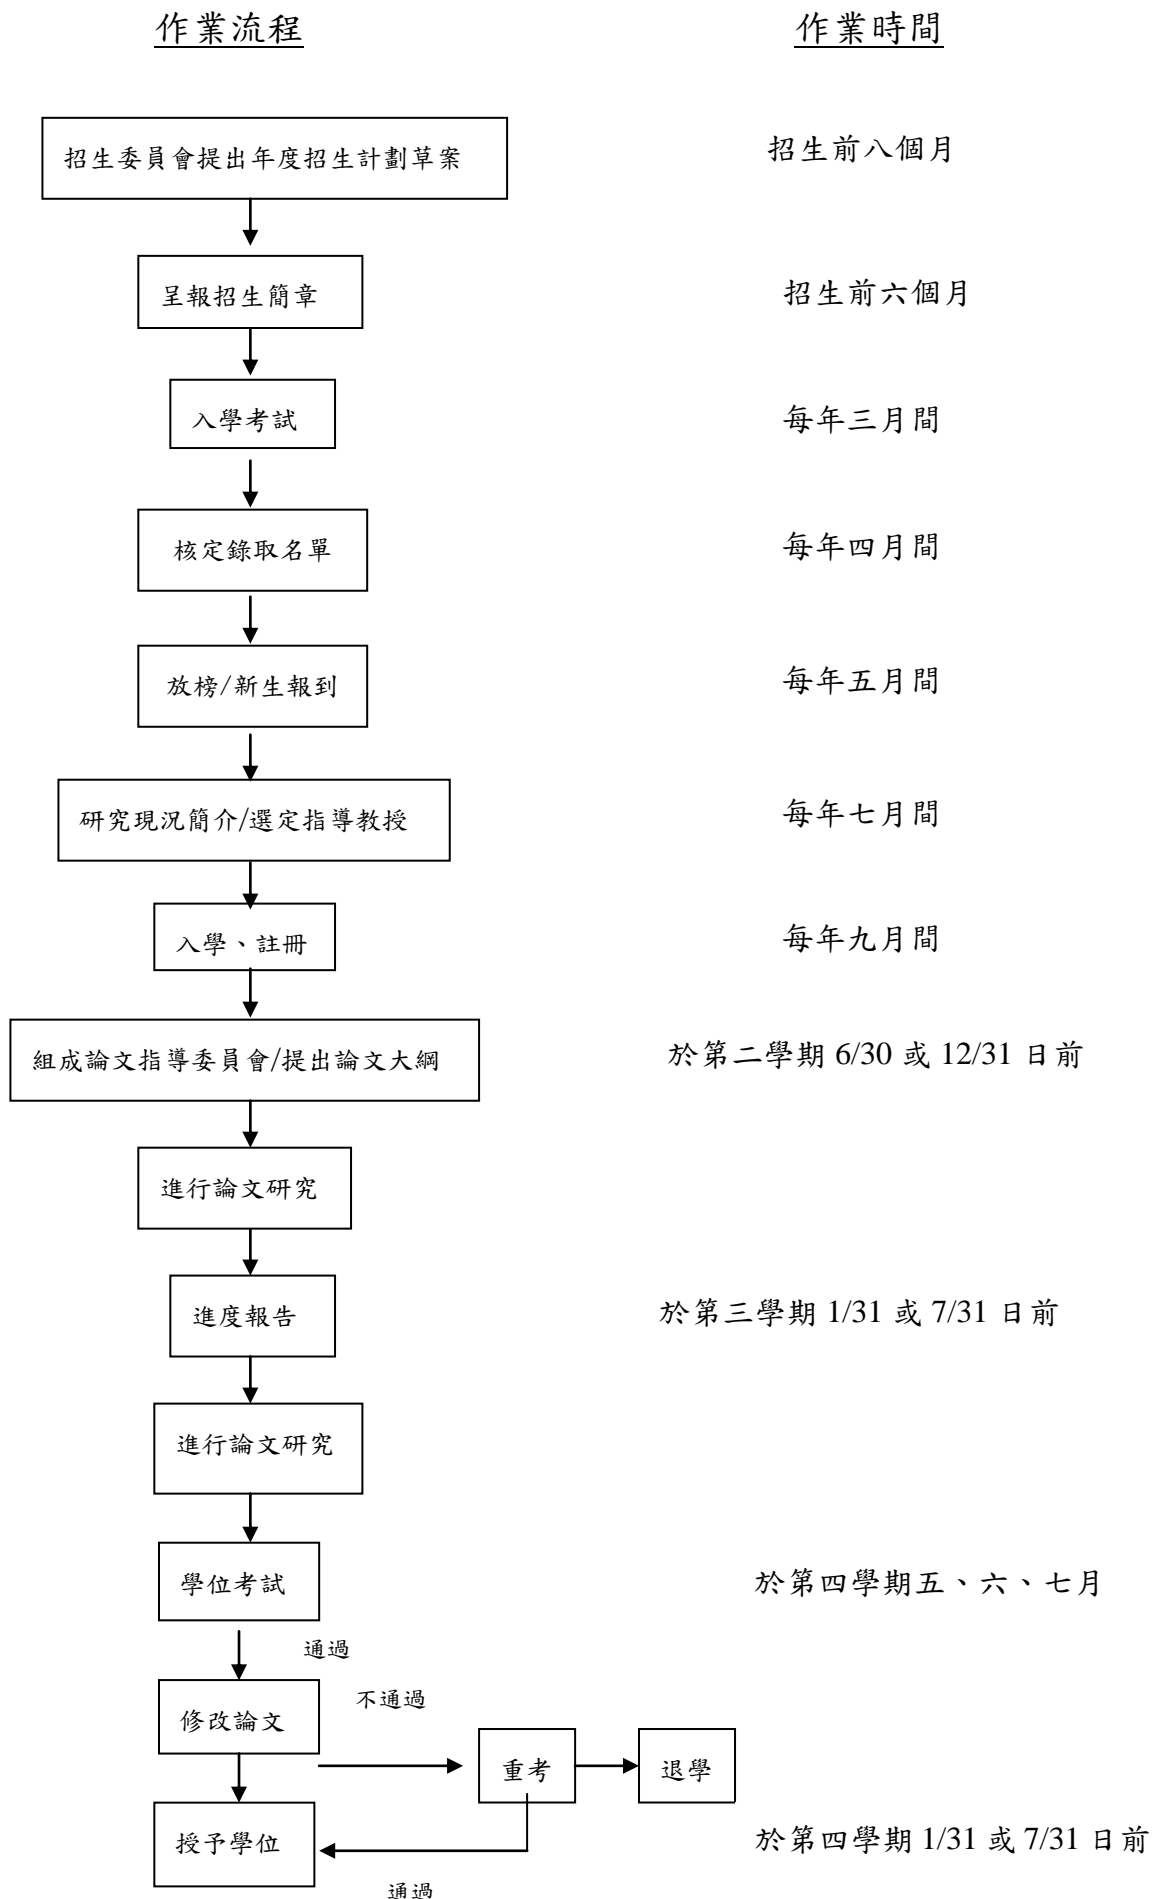 作業流程
作業時間
招生委員會提出年度招生計劃草案
招生前八個月
呈報招生簡章
招生前六個月
入學考試
每年三月間
核定錄取名單
每年四月間
放榜/新生報到
每年五月間
研究現況簡介/選定指導教授
每年七月間
入學、註冊
每年九月間
組成論文指導委員會/提出論文大綱
於第二學期 6/30 或 12/31 日前
進行論文研究
進度報告
於第三學期 1/31 或 7/31 日前
進行論文研究
學位考試
於第四學期五、六、七月
通過
不通過
修改論文
重考
退學
授予學位
於第四學期 1/31 或 7/31 日前
通過